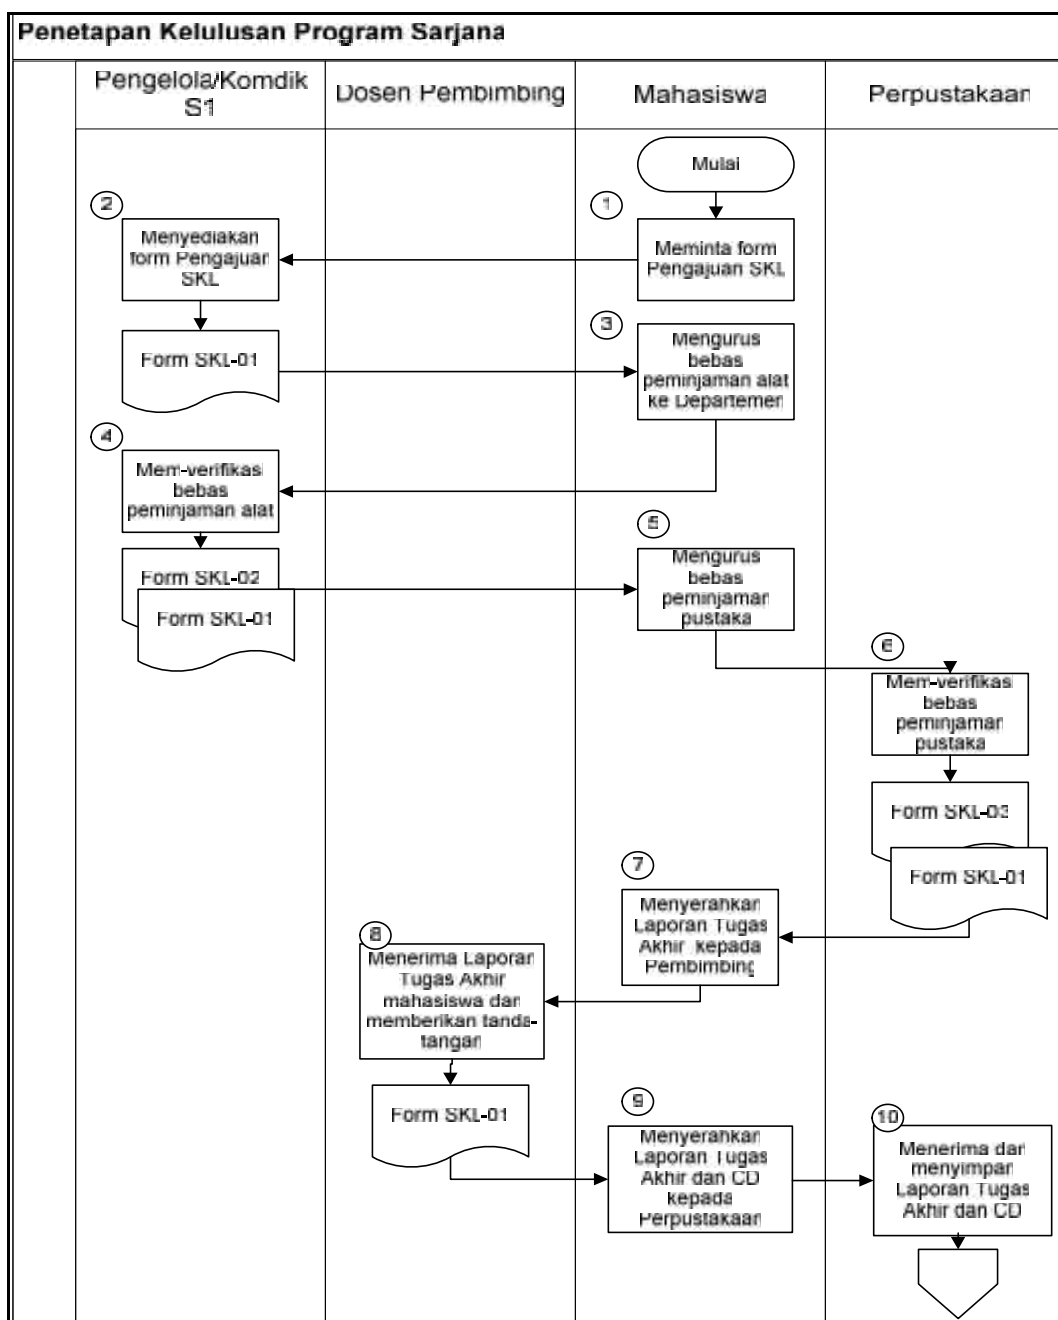 Penetapan Kelulusan Program Sarjana
Pengelola/Komdik
S1
Dosen Pembimbing
Mahasiswa
Perpustakaan
Mulai
1
Meminta form
Pengajuan SKL
2
Menyediakan
form Pengajuan
SKL
Form SKL-01
3
Mengurus
bebas
peminjaman alat
ke Departemen
4
Mem-verifikasi
bebas
peminjaman alat
Form SKL-02
Form SKL-01
5
Mengurus
bebas
peminjaman
pustaka
6
Mem-verifikasi
bebas
peminjaman
pustaka
Form SKL-03
Form SKL-01
7
Menyerahkan
Laporan Tugas
Akhir kepada
Pembimbing
8
Menerima Laporan
Tugas Akhir
mahasiswa dan
memberikan tanda-
tangan
Form SKL-01
9
Menyerahkan
Laporan Tugas
Akhir dan CD
kepada
Perpustakaan
10
Menerima dan
menyimpan
Laporan Tugas
Akhir dan CD